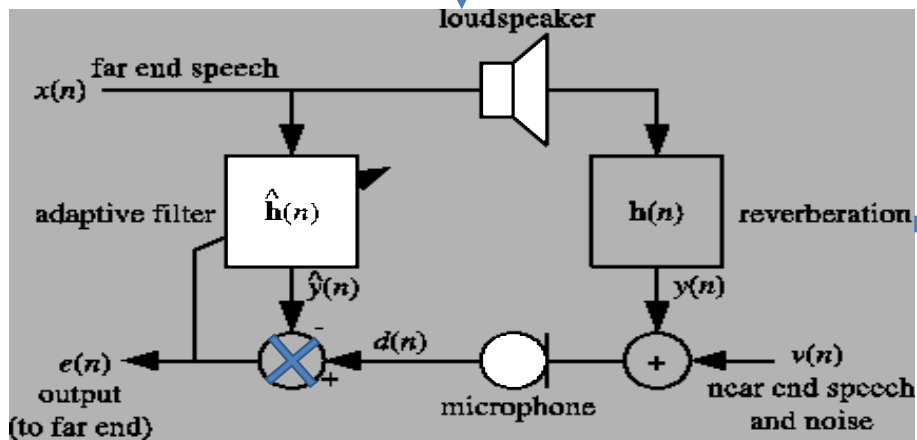 loudspeaker
far end speech
x(n)
adaptive filter
ĥ(n)
h(n)
reverberation
ŷ(n)
y(n)
-
+
d(n)
+
v(n)
e(n)
output
(to far end)
microphone
near end speech
and noise